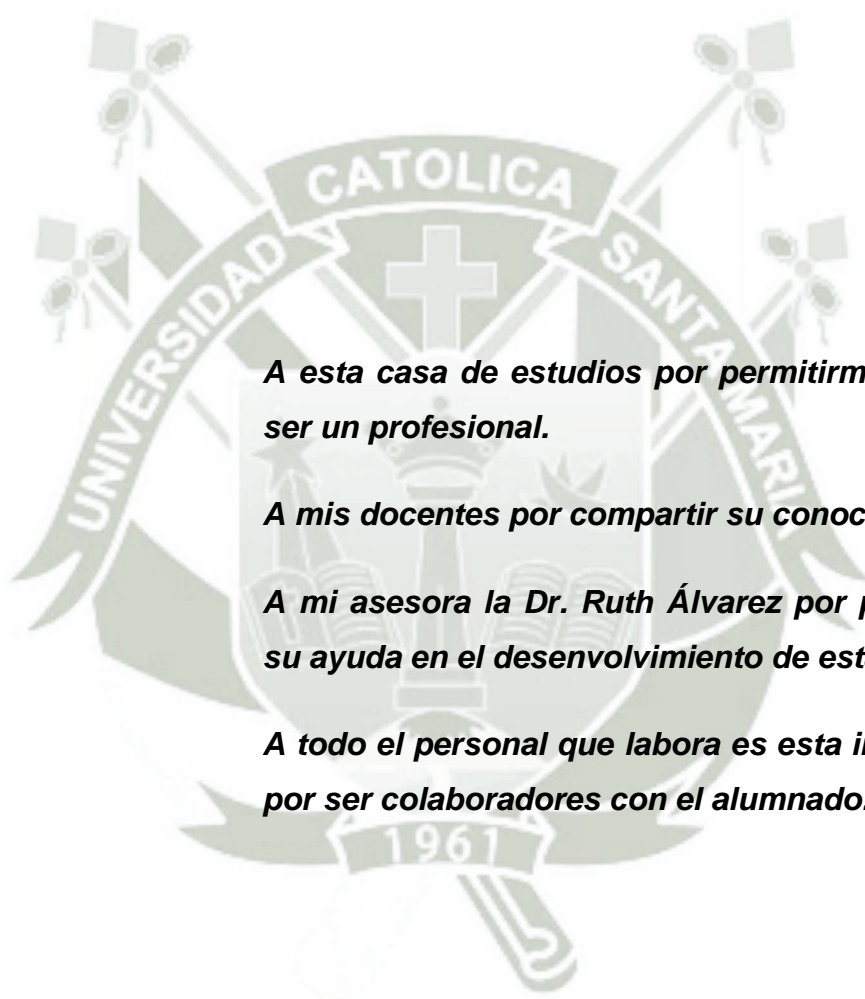 UNIVERSIDAD CATOLICA SANTA MARIA
A esta casa de estudios por permitirm
ser un profesional.
A mis docentes por compartir su conoc
A mi asesora la Dr. Ruth Álvarez por p
su ayuda en el desenvolvimiento de est
A todo el personal que labora es esta i
por ser colaboradores con el alumnado.
1961